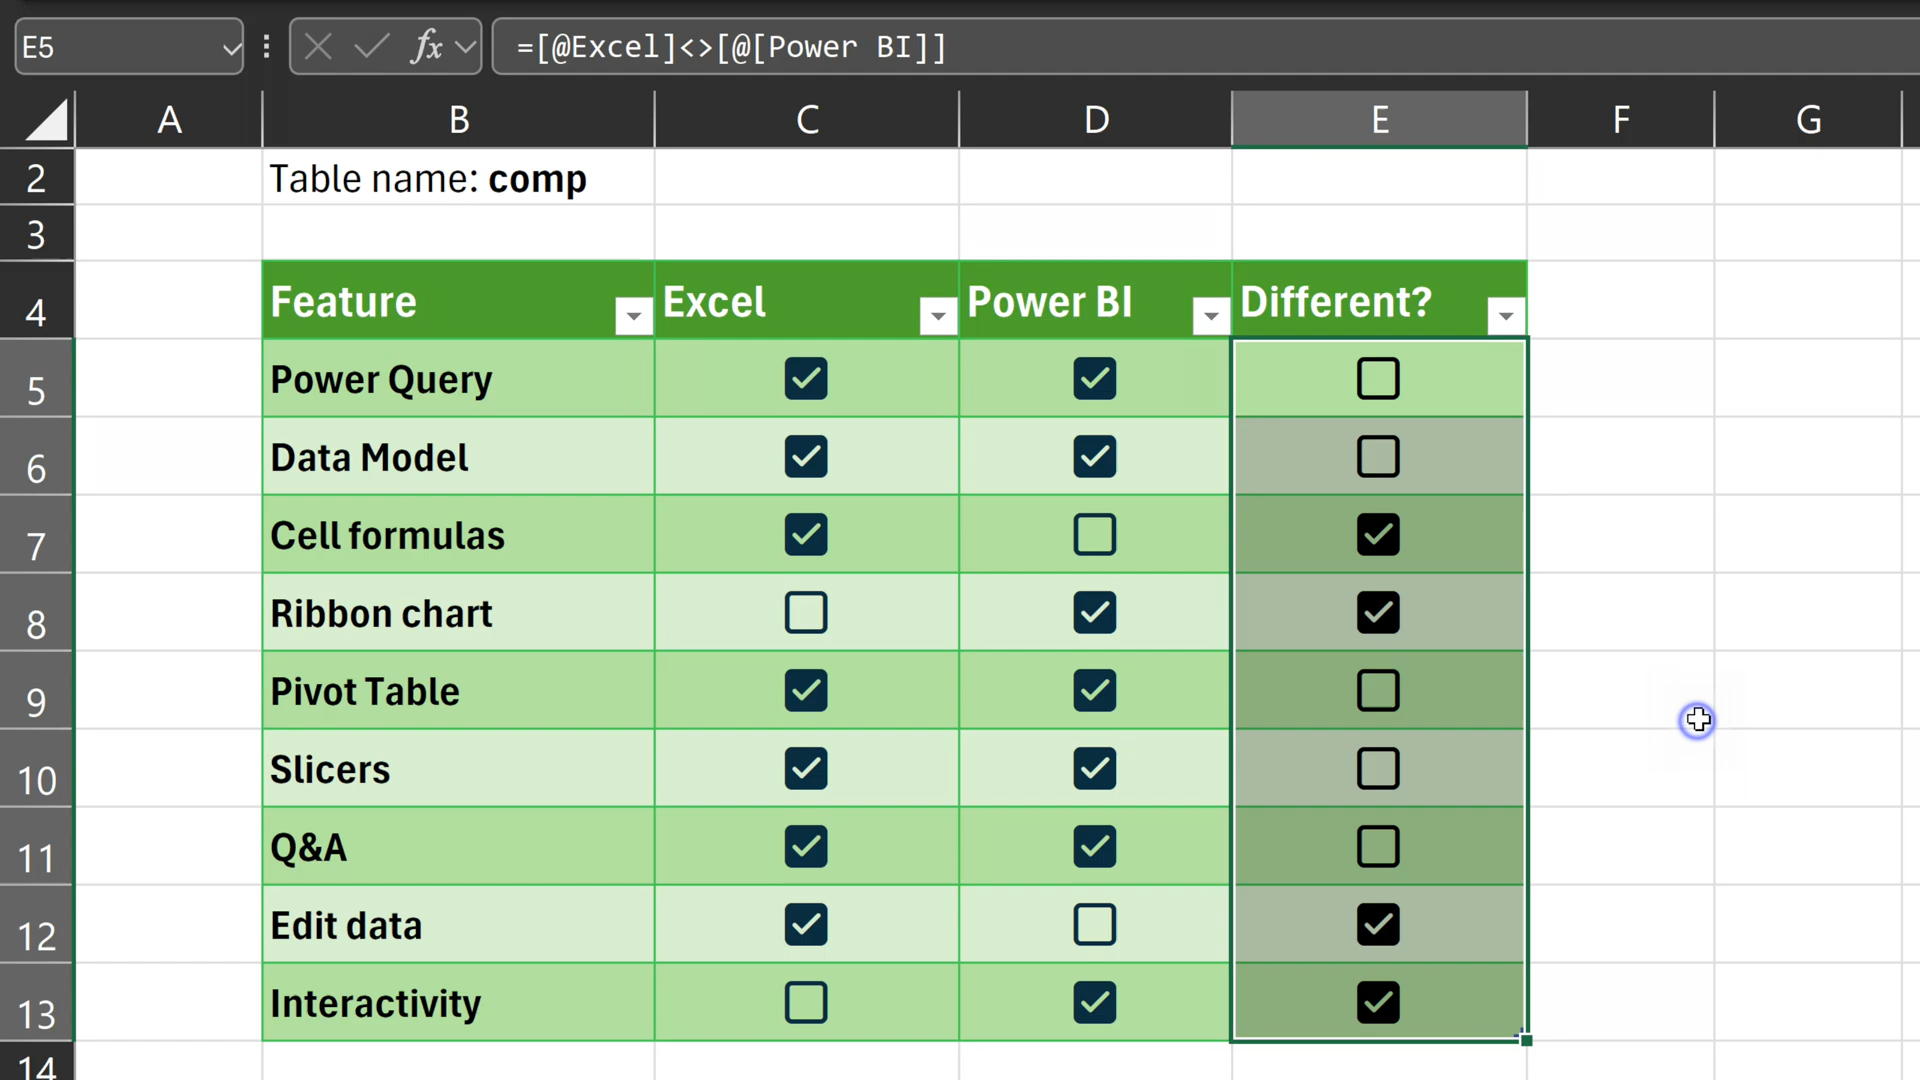 E5 fx =[@Excel]<>[@[Power BI]]
A B C D E F G
2 Table name: comp
3
4 Feature Excel Power BI Different?
5 Power Query
6 Data Model
7 Cell formulas
8 Ribbon chart
9 Pivot Table
10 Slicers
11 Q&A
12 Edit data
13 Interactivity
14